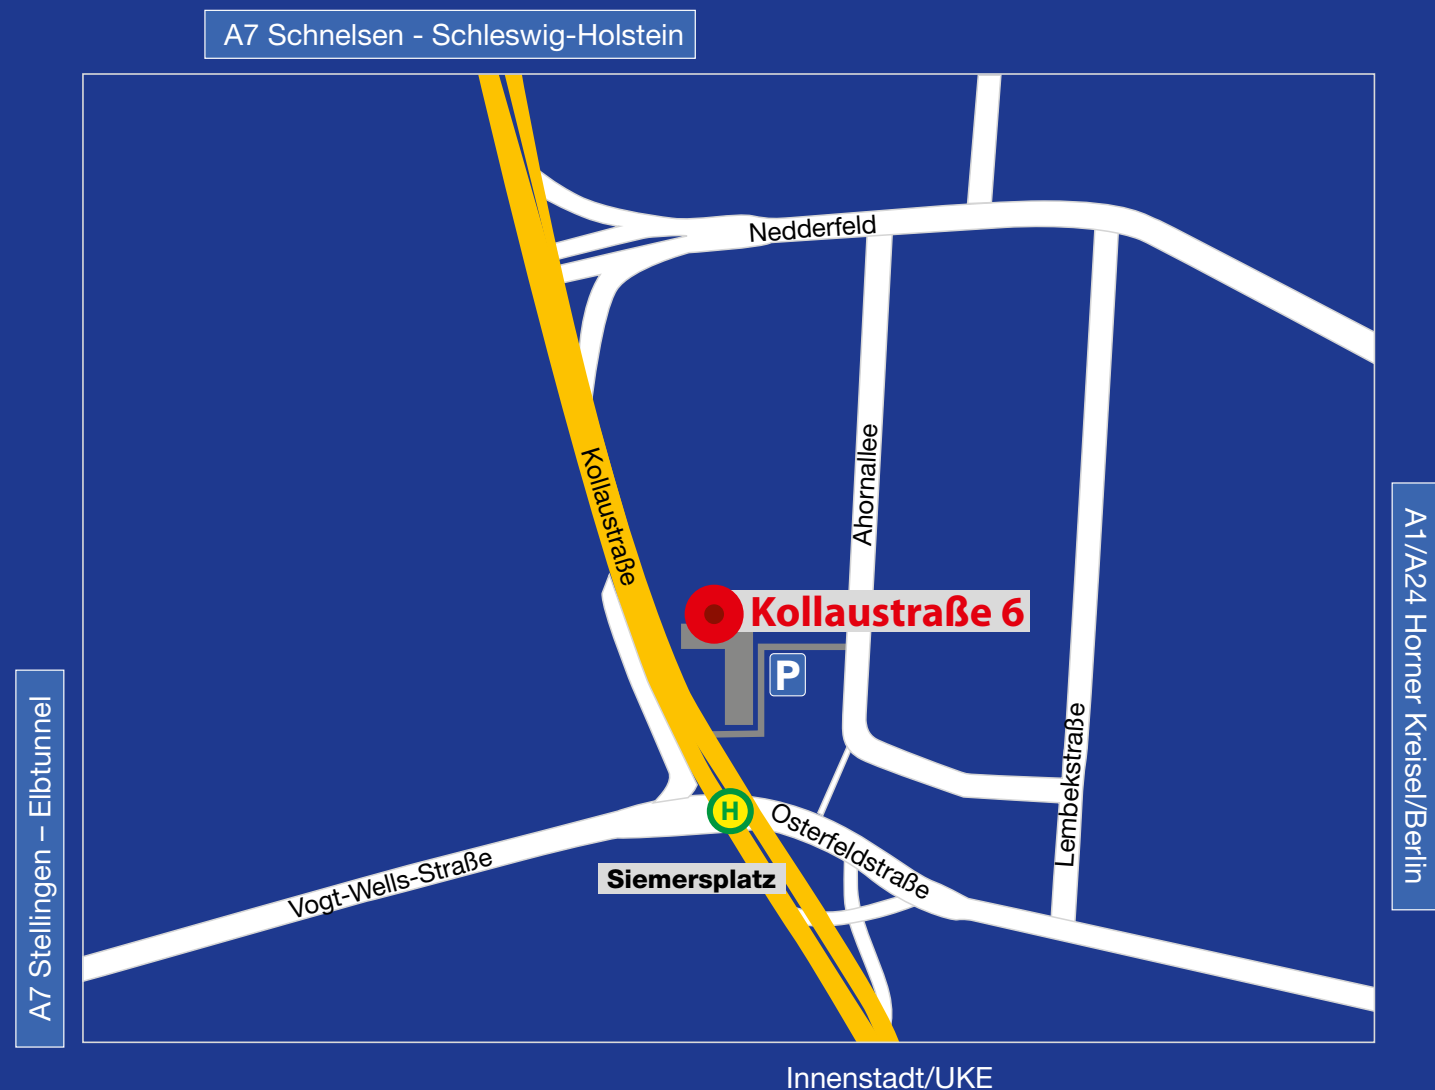 A7 Schnelsen - Schleswig-Holstein
Nedderfeld
Kollaustraße
Ahornallee
Kollaustraße 6
P
A1/A24 Horner Kreisel/Berlin
Lembekstraße
A7 Stellingen – Elbtunnel
H
Osterfeldstraße
Vogt-Wells-Straße
Siemersplatz
Innenstadt/UKE